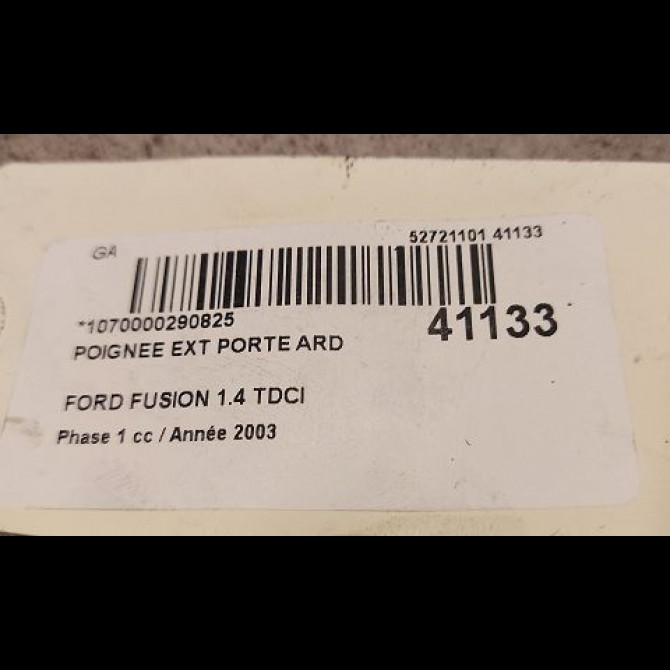 GA
52721101 41133
*1070000290825
41133
POIGNEE EXT PORTE ARD
FORD FUSION 1.4 TDCI
Phase 1 cc / Année 2003